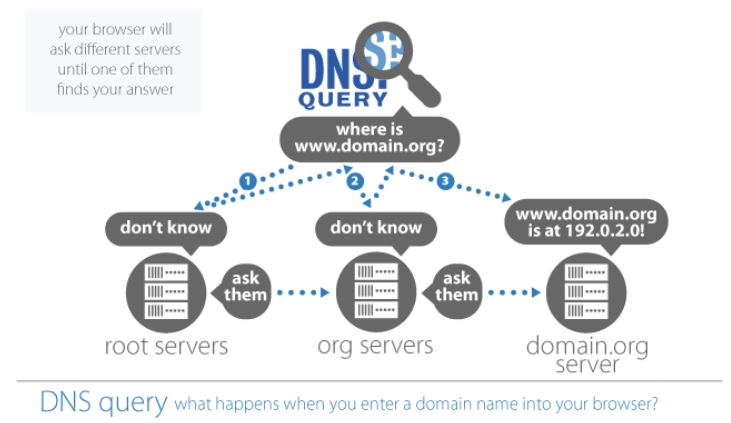 your browser will
ask different servers
until one of them
finds your answer
DNS
QUERY
where is
www.domain.org?
1
2
3
don't know
don't know
www.domain.org
is at 192.0.2.0!
ask
them
ask
them
root servers
org servers
domain.org
server
DNS query what happens when you enter a domain name into your browser?